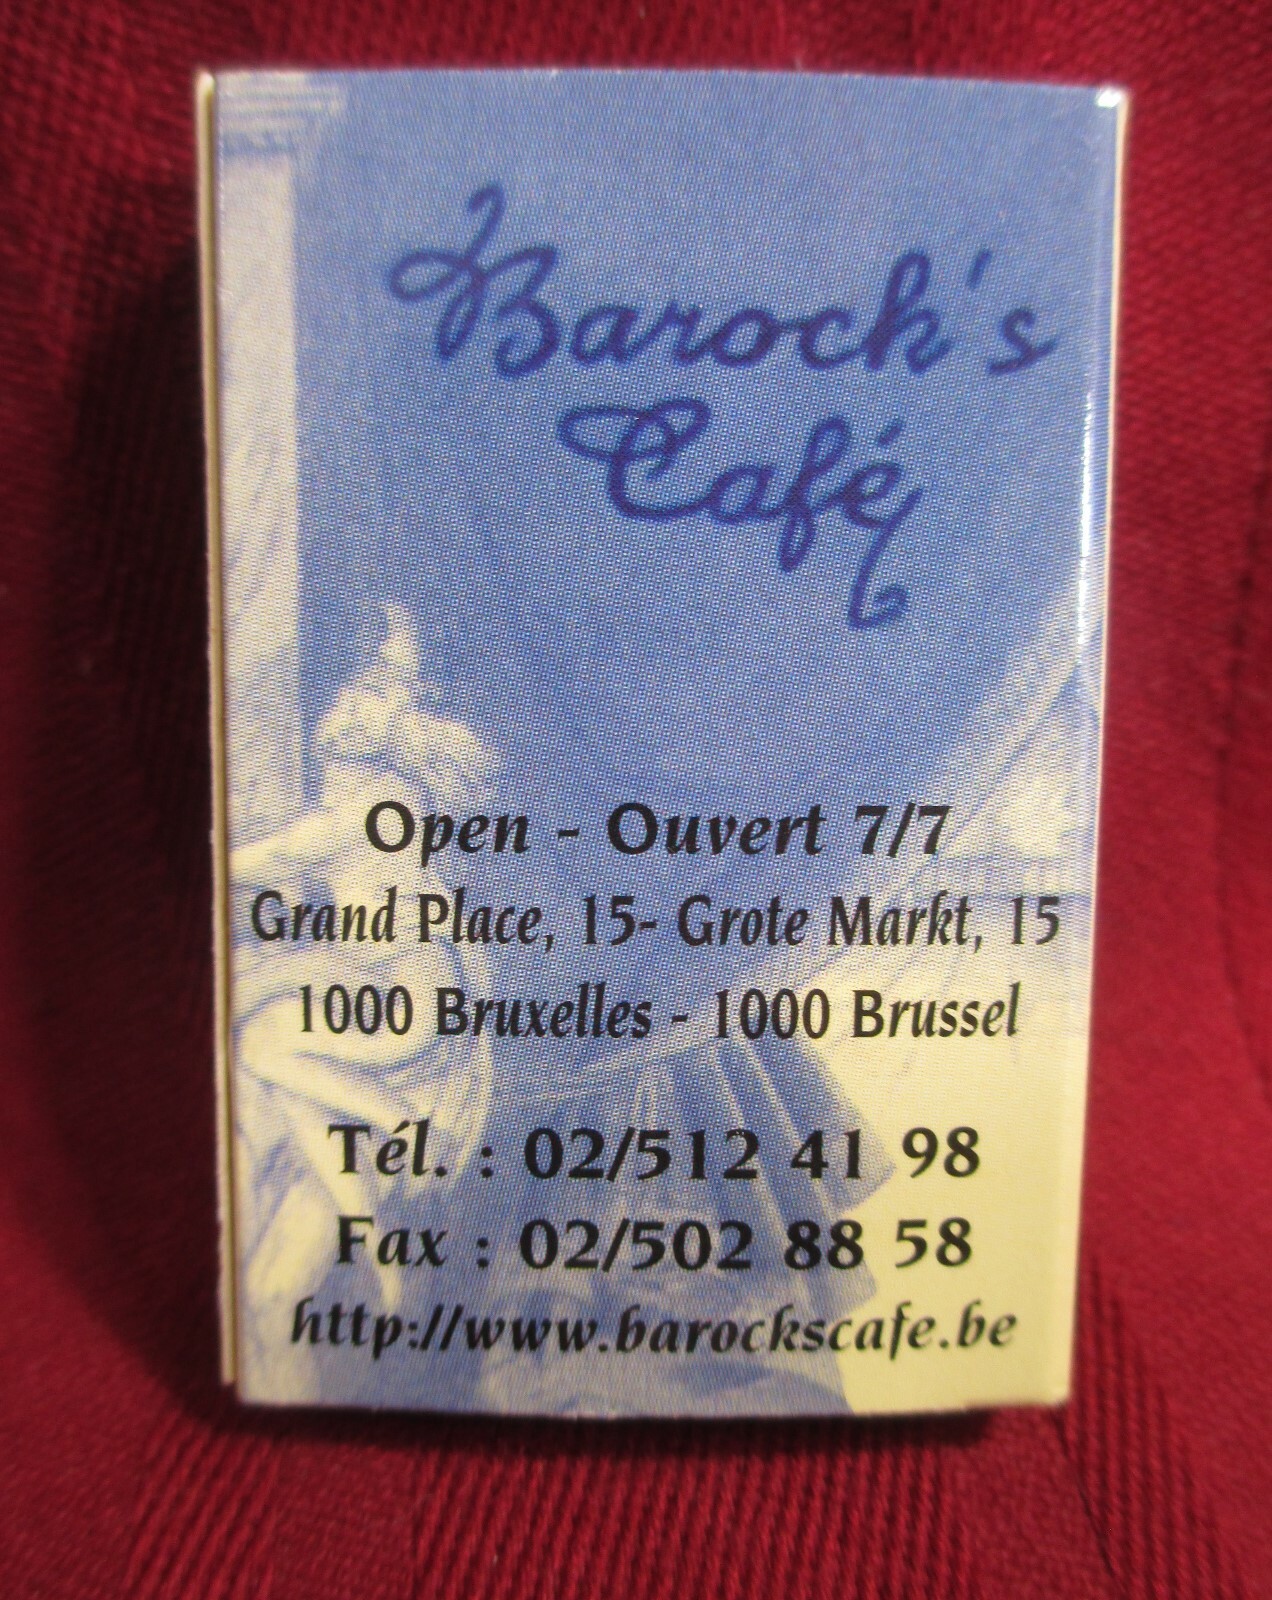 Barock's
Café
Open - Ouvert 7/7
Grand Place, 15- Grote Markt, 15
1000 Bruxelles - 1000 Brussel
Tél. : 02/512 41 98
Fax : 02/502 88 58
http://www.barockscafe.be